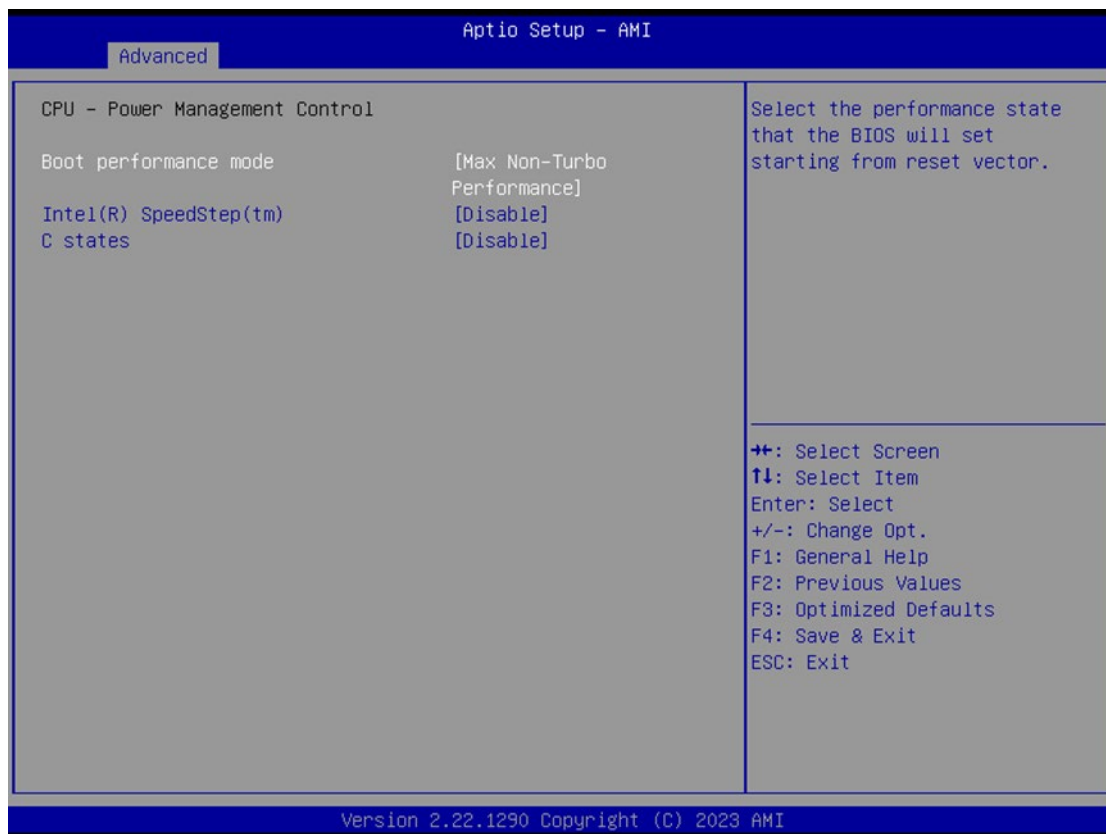 Aptio Setup – AMI
Advanced
CPU – Power Management Control
Boot performance mode [Max Non-Turbo
Performance]
Intel(R) SpeedStep(tm) [Disable]
C states [Disable]
Select the performance state
that the BIOS will set
starting from reset vector.
→←: Select Screen
↑↓: Select Item
Enter: Select
+/-: Change Opt.
F1: General Help
F2: Previous Values
F3: Optimized Defaults
F4: Save & Exit
ESC: Exit
Version 2.22.1290 Copyright (C) 2023 AMI